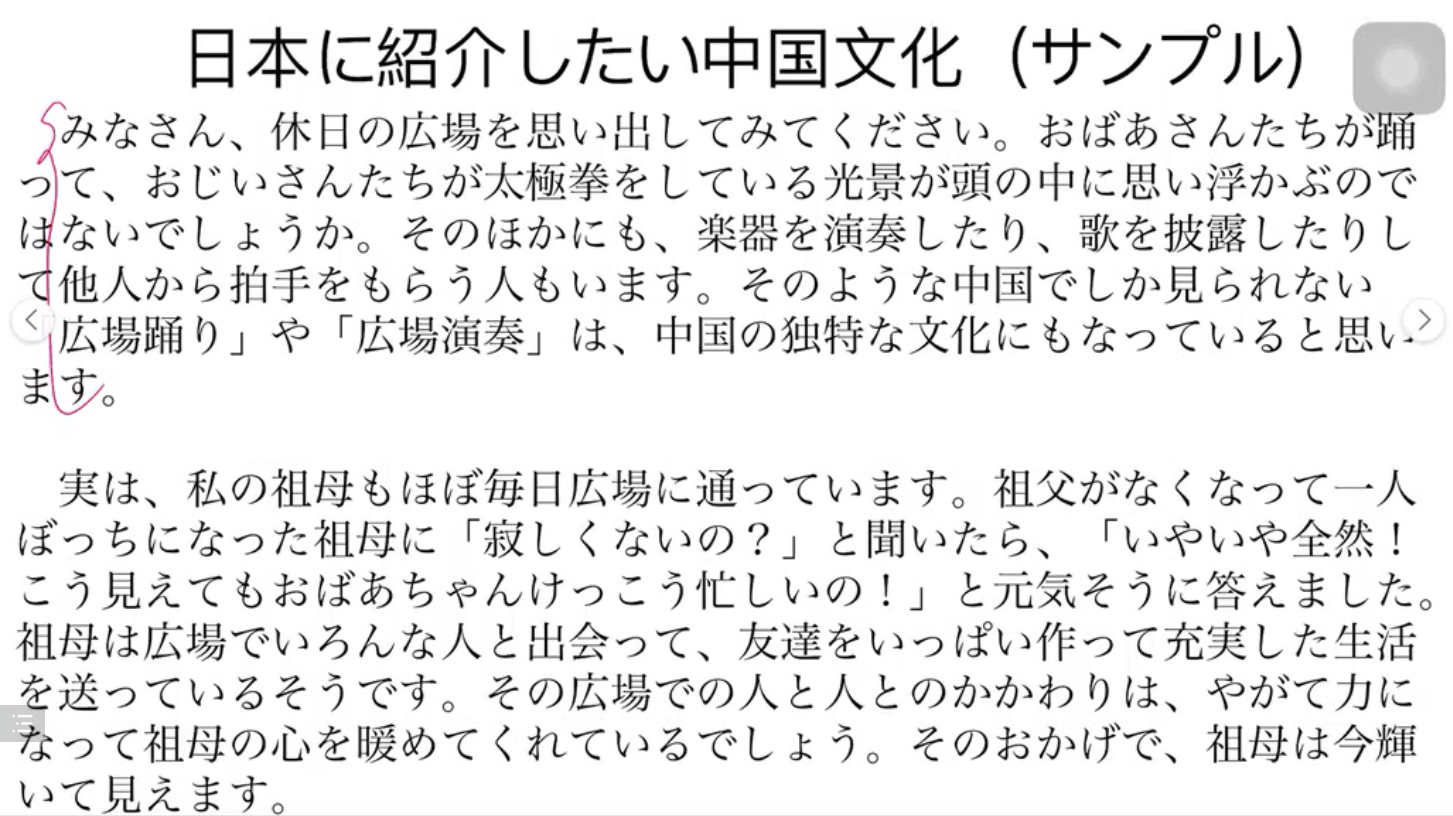 日本に紹介したい中国文化（サンプル）
みなさん、休日の広場を思い出してみてください。おばあさんたちが踊
って、おじいさんたちが太極拳をしている光景が頭の中に思い浮かぶので
はないでしょうか。そのほかにも、楽器を演奏したり、歌を披露したりし
て他人から拍手をもらう人もいます。そのような中国でしか見られない
「広場踊り」や「広場演奏」は、中国の独特な文化にもなっていると思い
ます。
実は、私の祖母もほぼ毎日広場に通っています。祖父がなくなって一人
ぼっちになった祖母に「寂しくないの？」と聞いたら、「いやいや全然！
こう見えてもおばあちゃんけっこう忙しいの！」と元気そうに答えました。
祖母は広場でいろんな人と出会って、友達をいっぱい作って充実した生活
を送っているそうです。その広場での人と人とのかかわりは、やがて力に
なって祖母の心を暖めてくれているでしょう。そのおかげで、祖母は今輝
いて見えます。